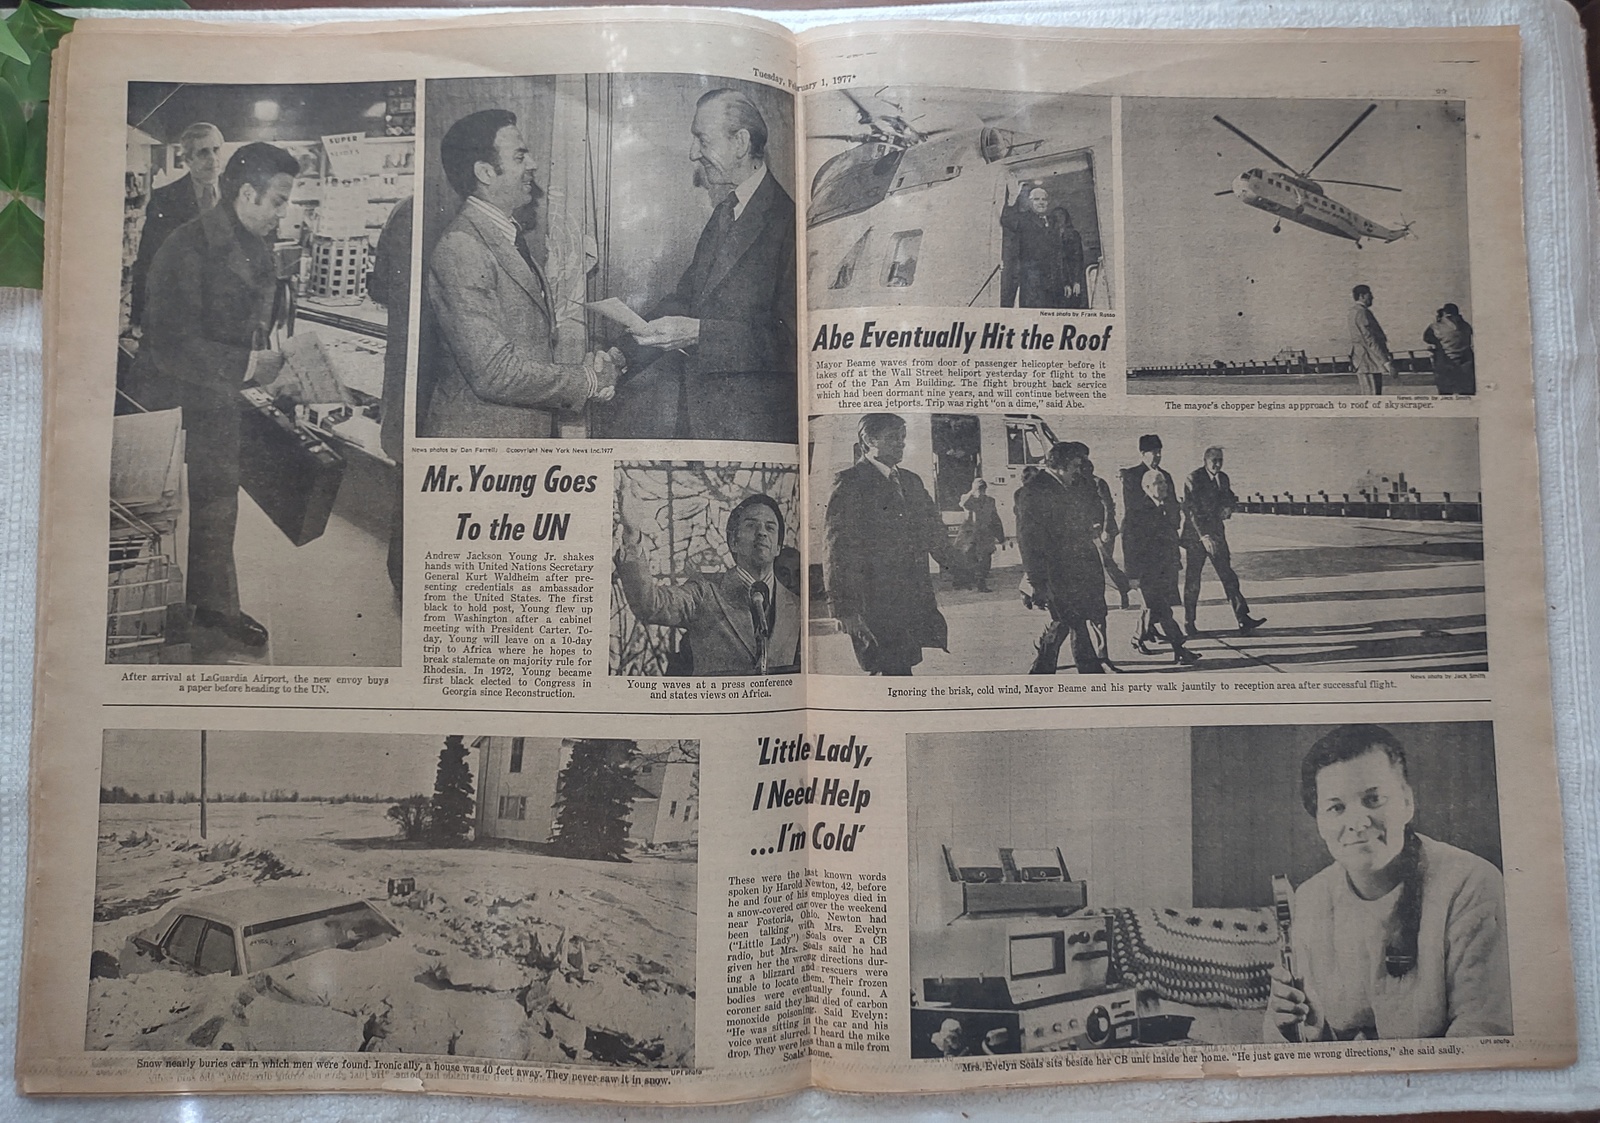 Tuesday, February 1, 1977*
SUPER
After arrival at LaGuardia Airport, the new envoy buys
a paper before heading to the UN.
News photos by Dan Farrell; ©copyright New York News Inc. 1977
Mr. Young Goes
To the UN
Andrew Jackson Young Jr. shakes
hands with United Nations Secretary
General Kurt Waldheim after pre-
senting credentials as ambassador
from the United States. The first
black to hold post, Young flew up
from Washington after a cabinet
meeting with President Carter. To-
day, Young will leave on a 10-day
trip to Africa where he hopes to
break stalemate on majority rule for
Rhodesia. In 1972, Young became
first black elected to Congress in
Georgia since Reconstruction.
Young waves at a press conference
and states views on Africa.
News photo by Frank Russo
Abe Eventually Hit the Roof
Mayor Beame waves from door of passenger helicopter before it
takes off at the Wall Street heliport yesterday for flight to the
roof of the Pan Am Building. The flight brought back service
which had been dormant nine years, and will continue between the
three area jetports. Trip was right "on a dime," said Abe.
News photo by Jack Smith
The mayor's chopper begins appproach to roof of skyscraper.
News photo by Jack Smith
Ignoring the brisk, cold wind, Mayor Beame and his party walk jauntily to reception area after successful flight.
Snow nearly buries car in which men were found. Ironically, a house was 40 feet away. They never saw it in snow.
UPI photo
'Little Lady,
I Need Help
...I'm Cold'
These were the last known words
spoken by Harold Newton, 42, before
he and four of his employes died in
a snow-covered car over the weekend
near Fostoria, Ohio. Newton had
been talking with Mrs. Evelyn
("Little Lady") Soals over a CB
radio, but Mrs. Soals said he had
given her the wrong directions dur-
ing a blizzard and rescuers were
unable to locate them. Their frozen
bodies were eventually found. A
coroner said they had died of carbon
monoxide poisoning. Said Evelyn:
"He was sitting in the car and his
voice went slurred. I heard the mike
drop. They were less than a mile from
Soals' home.
UPI photo
Mrs. Evelyn Soals sits beside her CB unit inside her home. "He just gave me wrong directions," she said sadly.